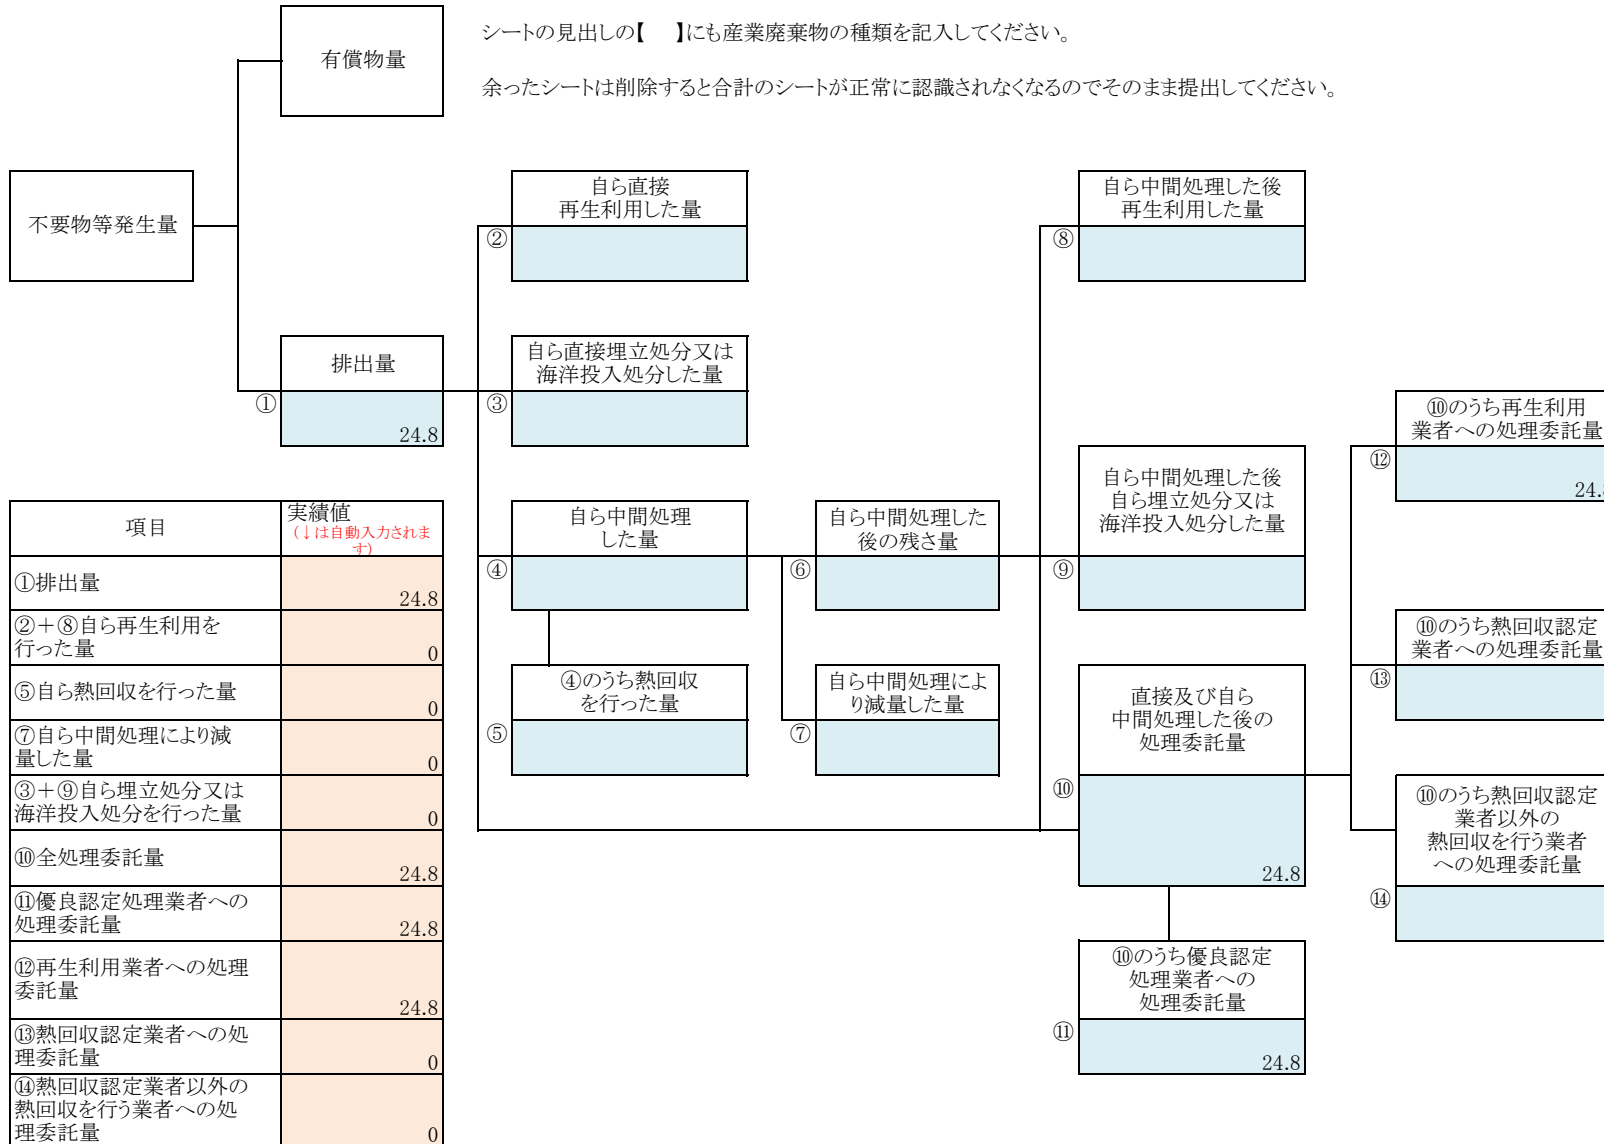 有償物量
シートの見出しの【　】にも産業廃棄物の種類を記入してください。
余ったシートは削除すると合計のシートが正常に認識されなくなるのでそのまま提出してください。
不要物等発生量
自ら直接
再生利用した量
②
自ら中間処理した後
再生利用した量
⑧
排出量
①
24.8
自ら直接埋立処分又は
海洋投入処分した量
③
⑩のうち再生利用
業者への処理委託量
⑫
24.
自ら中間処理
した量
④
自ら中間処理した
後の残さ量
⑥
自ら中間処理した後
自ら埋立処分又は
海洋投入処分した量
⑨
⑩のうち熱回収認定
業者への処理委託量
⑬
④のうち熱回収
を行った量
⑤
自ら中間処理によ
り減量した量
⑦
直接及び自ら
中間処理した後の
処理委託量
⑩
24.8
⑩のうち熱回収認定
業者以外の
熱回収を行う業者
への処理委託量
⑭
⑩のうち優良認定
処理業者への
処理委託量
⑪
24.8
項目
実績値
（↓は自動入力されま
す）
①排出量
24.8
②＋⑧自ら再生利用を
行った量
0
⑤自ら熱回収を行った量
0
⑦自ら中間処理により減
量した量
0
③＋⑨自ら埋立処分又は
海洋投入処分を行った量
0
⑩全処理委託量
24.8
⑪優良認定処理業者への
処理委託量
24.8
⑫再生利用業者への処理
委託量
24.8
⑬熱回収認定業者への処
理委託量
0
⑭熱回収認定業者以外の
熱回収を行う業者への処
理委託量
0